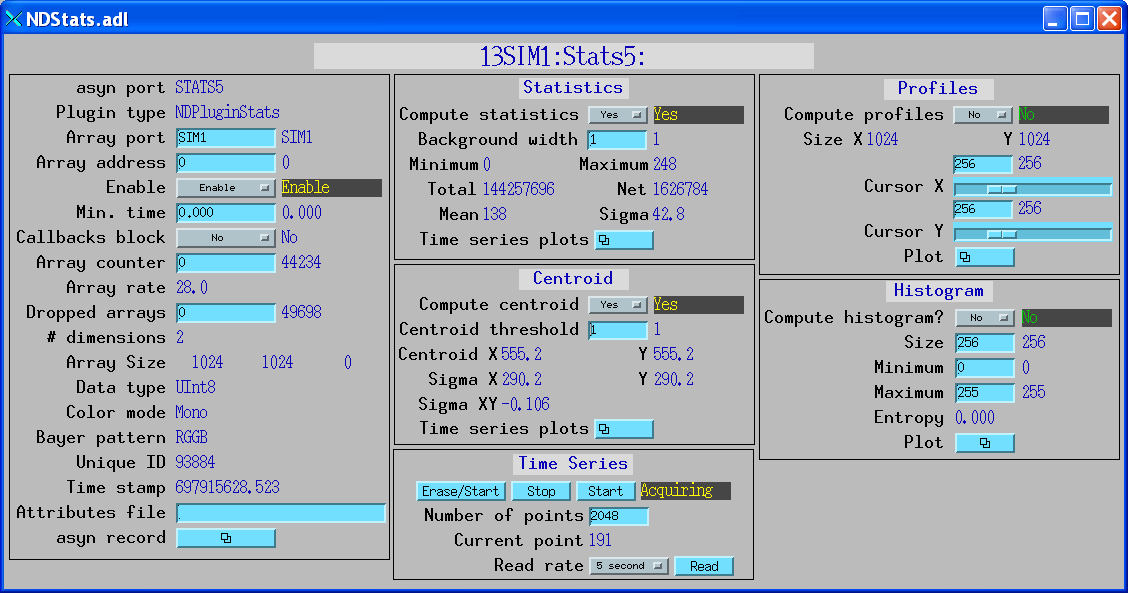 NDStats.adl
13SIM1:Stats5:
asyn port STATS5
Plugin type NDPluginStats
Array port SIM1 SIM1
Array address 0 0
Enable Enable Enable
Min. time 0.000 0.000
Callbacks block No No
Array counter 0 44234
Array rate 28.0
Dropped arrays 0 49698
# dimensions 2
Array Size 1024 1024 0
Data type UInt8
Color mode Mono
Bayer pattern RGGB
Unique ID 93884
Time stamp 697915628.523
Attributes file
asyn record
Statistics
Compute statistics Yes Yes
Background width 1 1
Minimum 0 Maximum 248
Total 144257696 Net 1626784
Mean 138 Sigma 42.8
Time series plots
Centroid
Compute centroid Yes Yes
Centroid threshold 1 1
Centroid X 555.2 Y 555.2
Sigma X 290.2 Y 290.2
Sigma XY -0.106
Time series plots
Time Series
Erase/Start Stop Start Acquiring
Number of points 2048
Current point 191
Read rate 5 second Read
Profiles
Compute profiles No No
Size X 1024 Y 1024
256 256
Cursor X
256 256
Cursor Y
Plot
Histogram
Compute histogram? No No
Size 256 256
Minimum 0 0
Maximum 255 255
Entropy 0.000
Plot